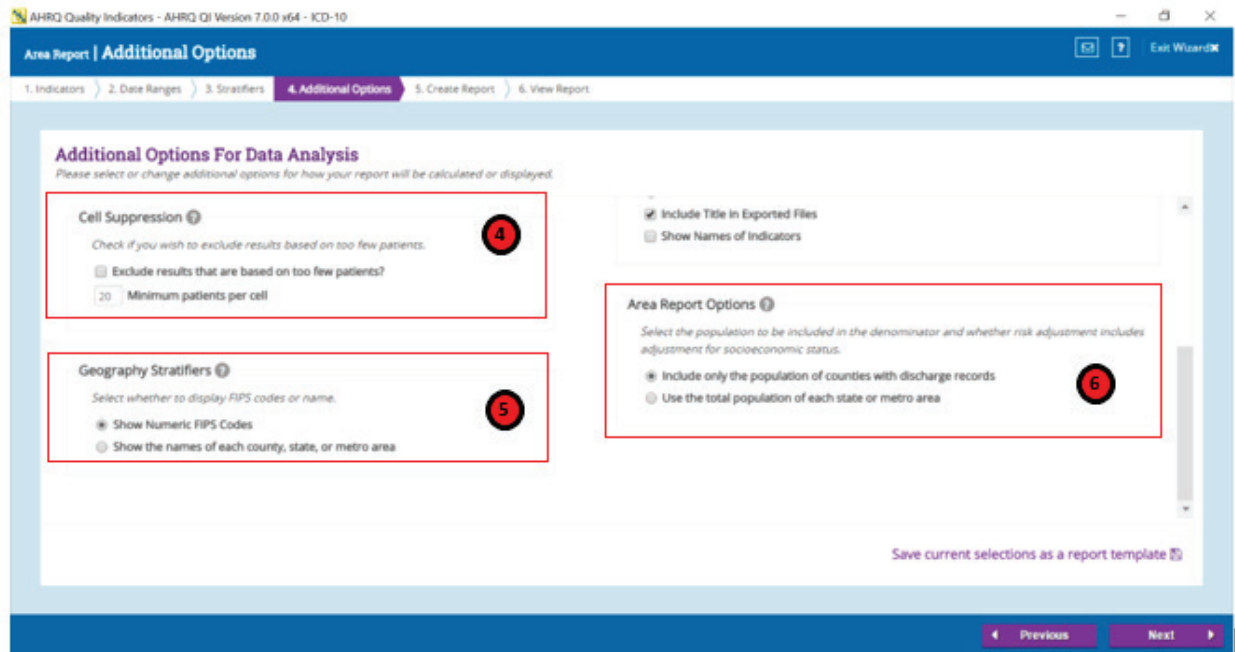 AHRQ Quality Indicators - AHRQ QI Version 7.0.0 x64 - ICD-10
Area Report | Additional Options
Exit Wizard
1. Indicators
2. Date Ranges
3. Stratifiers
4. Additional Options
5. Create Report
6. View Report
Additional Options For Data Analysis
Please select or change additional options for how your report will be calculated or displayed.
Cell Suppression
Check if you wish to exclude results based on too few patients.
Exclude results that are based on too few patients?
20 Minimum patients per cell
4
Geography Stratifiers
Select whether to display FIPS codes or name.
Show Numeric FIPS Codes
Show the names of each county, state, or metro area
5
Include Title in Exported Files
Show Names of Indicators
Area Report Options
Select the population to be included in the denominator and whether risk adjustment includes
adjustment for socioeconomic status.
Include only the population of counties with discharge records
Use the total population of each state or metro area
6
Save current selections as a report template
Previous
Next